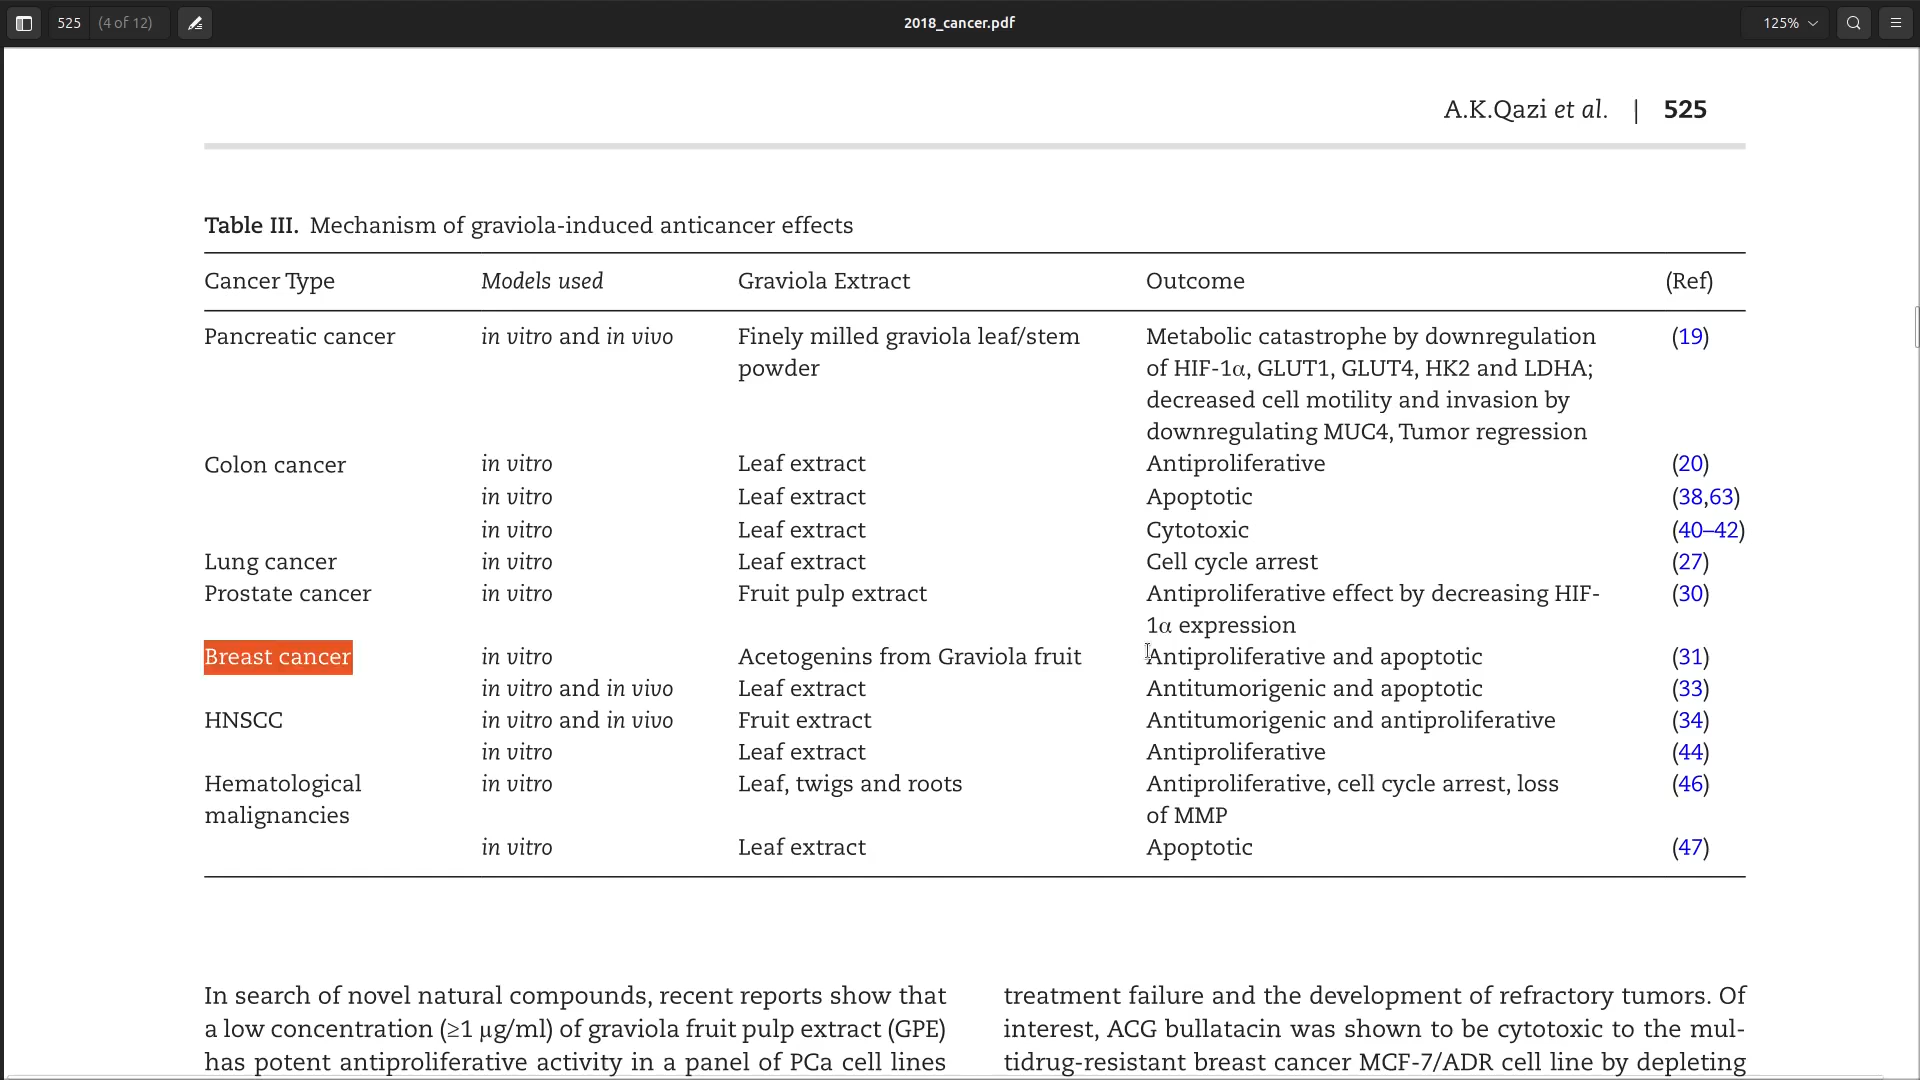 525 (4 of 12) 2018_cancer.pdf 125%
A.K.Qazi et al. | 525
Table III. Mechanism of graviola-induced anticancer effects
Cancer Type Models used Graviola Extract Outcome (Ref)
Pancreatic cancer in vitro and in vivo Finely milled graviola leaf/stem Metabolic catastrophe by downregulation (19)
powder of HIF-1α, GLUT1, GLUT4, HK2 and LDHA;
decreased cell motility and invasion by
downregulating MUC4, Tumor regression
Colon cancer in vitro Leaf extract Antiproliferative (20)
in vitro Leaf extract Apoptotic (38,63)
in vitro Leaf extract Cytotoxic (40–42)
Lung cancer in vitro Leaf extract Cell cycle arrest (27)
Prostate cancer in vitro Fruit pulp extract Antiproliferative effect by decreasing HIF- (30)
1α expression
Breast cancer in vitro Acetogenins from Graviola fruit Antiproliferative and apoptotic (31)
in vitro and in vivo Leaf extract Antitumorigenic and apoptotic (33)
HNSCC in vitro and in vivo Fruit extract Antitumorigenic and antiproliferative (34)
in vitro Leaf extract Antiproliferative (44)
Hematological in vitro Leaf, twigs and roots Antiproliferative, cell cycle arrest, loss (46)
malignancies of MMP
in vitro Leaf extract Apoptotic (47)
In search of novel natural compounds, recent reports show that
a low concentration (≥1 μg/ml) of graviola fruit pulp extract (GPE)
has potent antiproliferative activity in a panel of PCa cell lines
treatment failure and the development of refractory tumors. Of
interest, ACG bullatacin was shown to be cytotoxic to the mul-
tidrug-resistant breast cancer MCF-7/ADR cell line by depleting